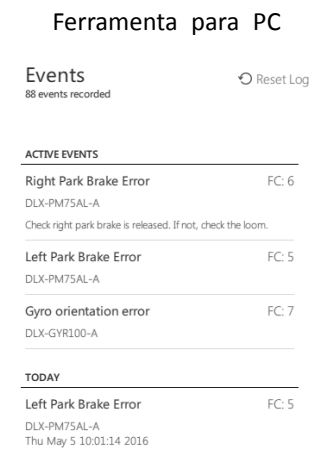 Ferramenta para PC
Events
88 events recorded
Reset Log
ACTIVE EVENTS
Right Park Brake Error FC: 6
DLX-PM75AL-A
Check right park brake is released. If not, check the loom.
Left Park Brake Error FC: 5
DLX-PM75AL-A
Gyro orientation error FC: 7
DLX-GYR100-A
TODAY
Left Park Brake Error FC: 5
DLX-PM75AL-A
Thu May 5 10:01:14 2016